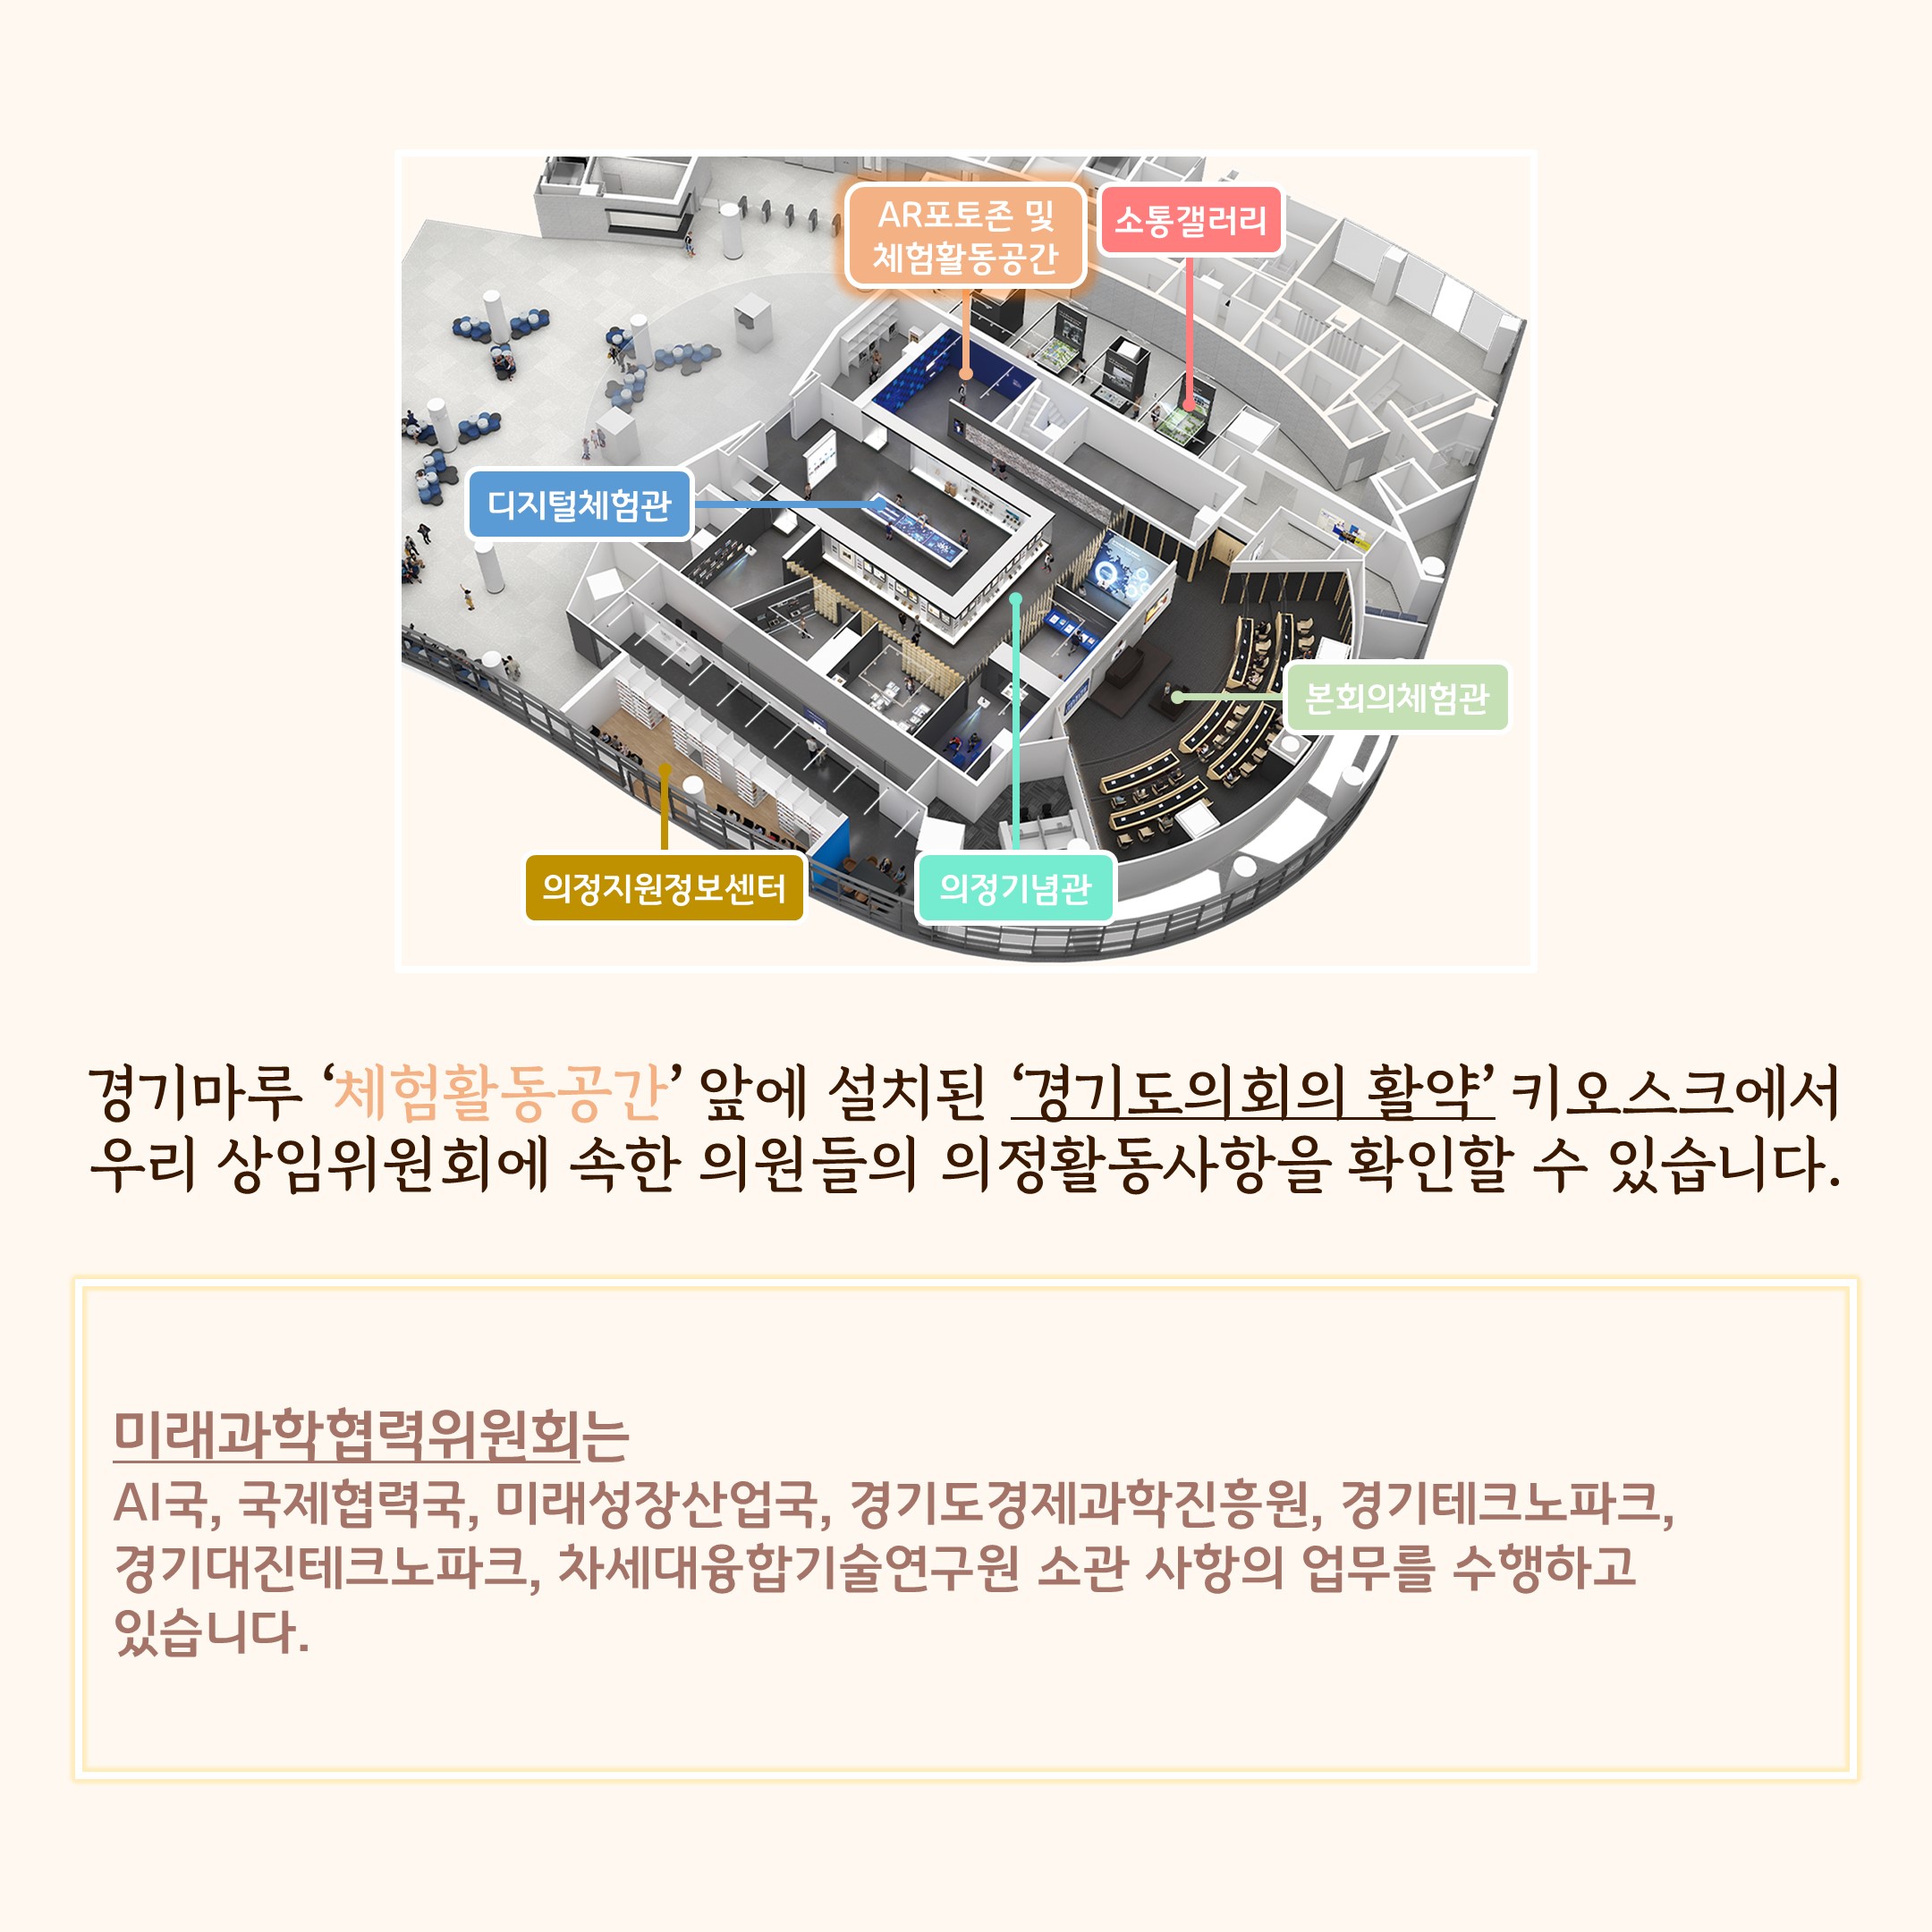 AR포토존 및
체험활동공간
소통갤러리
디지털체험관
본회의체험관
의정지원정보센터
의정기념관
경기마루 ‘체험활동공간’ 앞에 설치된 ‘경기도의회의 활약’ 키오스크에서
우리 상임위원회에 속한 의원들의 의정활동사항을 확인할 수 있습니다.
미래과학협력위원회는
AI국, 국제협력국, 미래성장산업국, 경기도경제과학진흥원, 경기테크노파크,
경기대진테크노파크, 차세대융합기술연구원 소관 사항의 업무를 수행하고
있습니다.